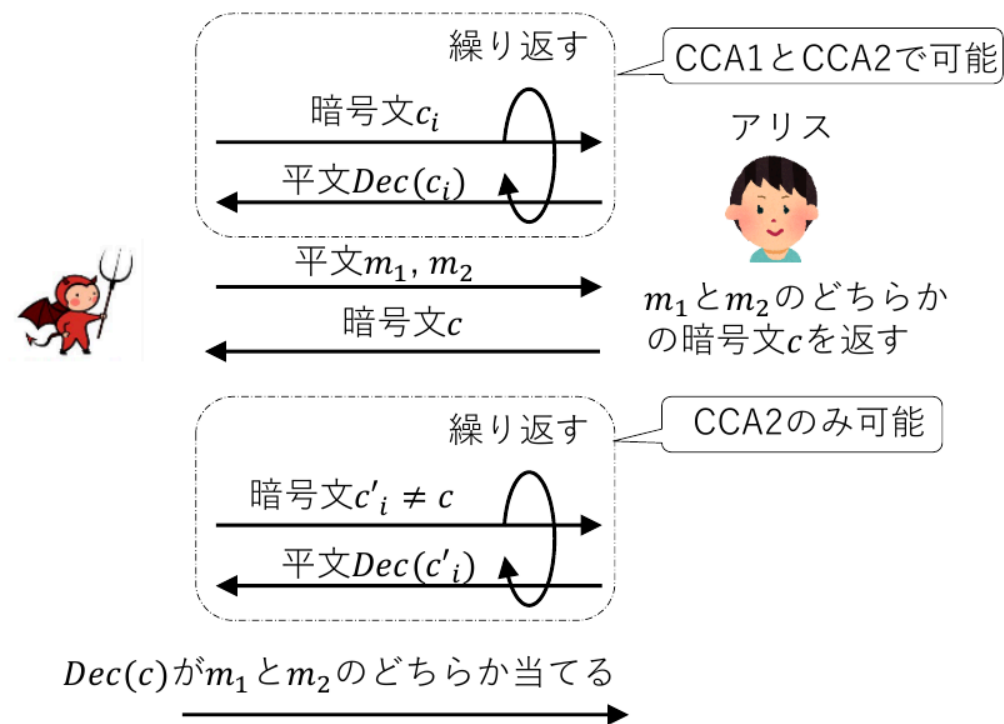 繰り返す
CCA1とCCA2で可能
暗号文c_i
平文Dec(c_i)
アリス
平文m_1, m_2
暗号文c
m_1とm_2のどちらか
の暗号文cを返す
繰り返す
CCA2のみ可能
暗号文c'_i ≠ c
平文Dec(c'_i)
Dec(c)がm_1とm_2のどちらか当てる